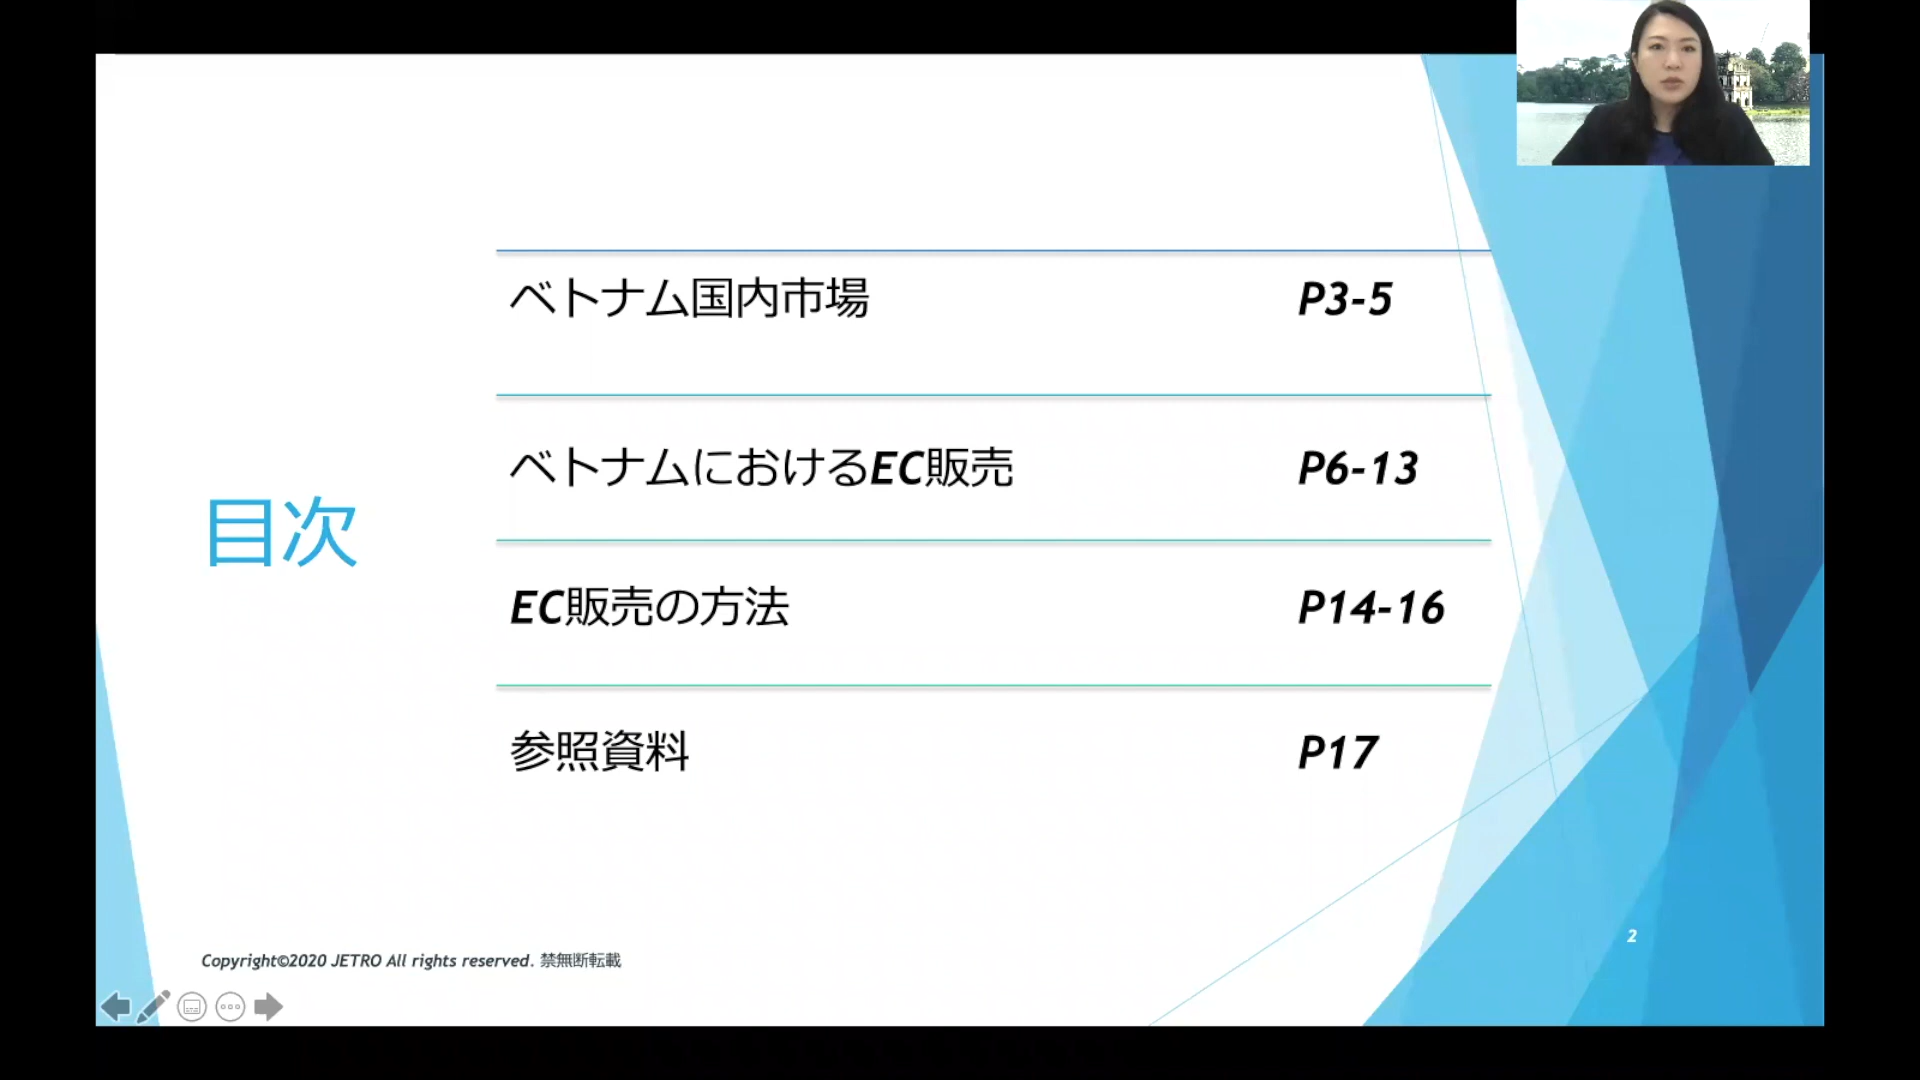 目次
ベトナム国内市場 P3-5
ベトナムにおけるEC販売 P6-13
EC販売の方法 P14-16
参照資料 P17
Copyright©2020 JETRO All rights reserved. 禁無断転載
2